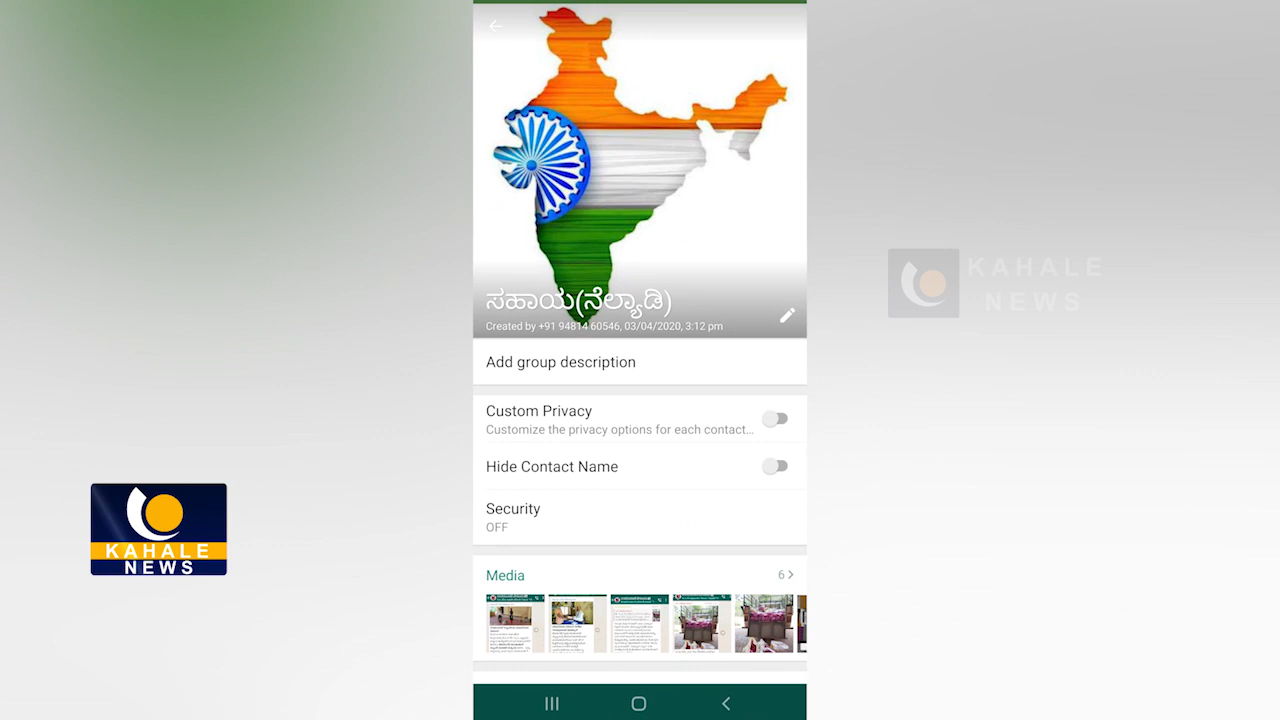 ಸಹಾಯ(ನೆಲ್ಯಾಡಿ)
Created by +91 94814 60546, 03/04/2020, 3:12 pm
Add group description
Custom Privacy
Customize the privacy options for each contact...
Hide Contact Name
Security
OFF
Media
6
KAHALE
NEWS
KAHALE
NEWS